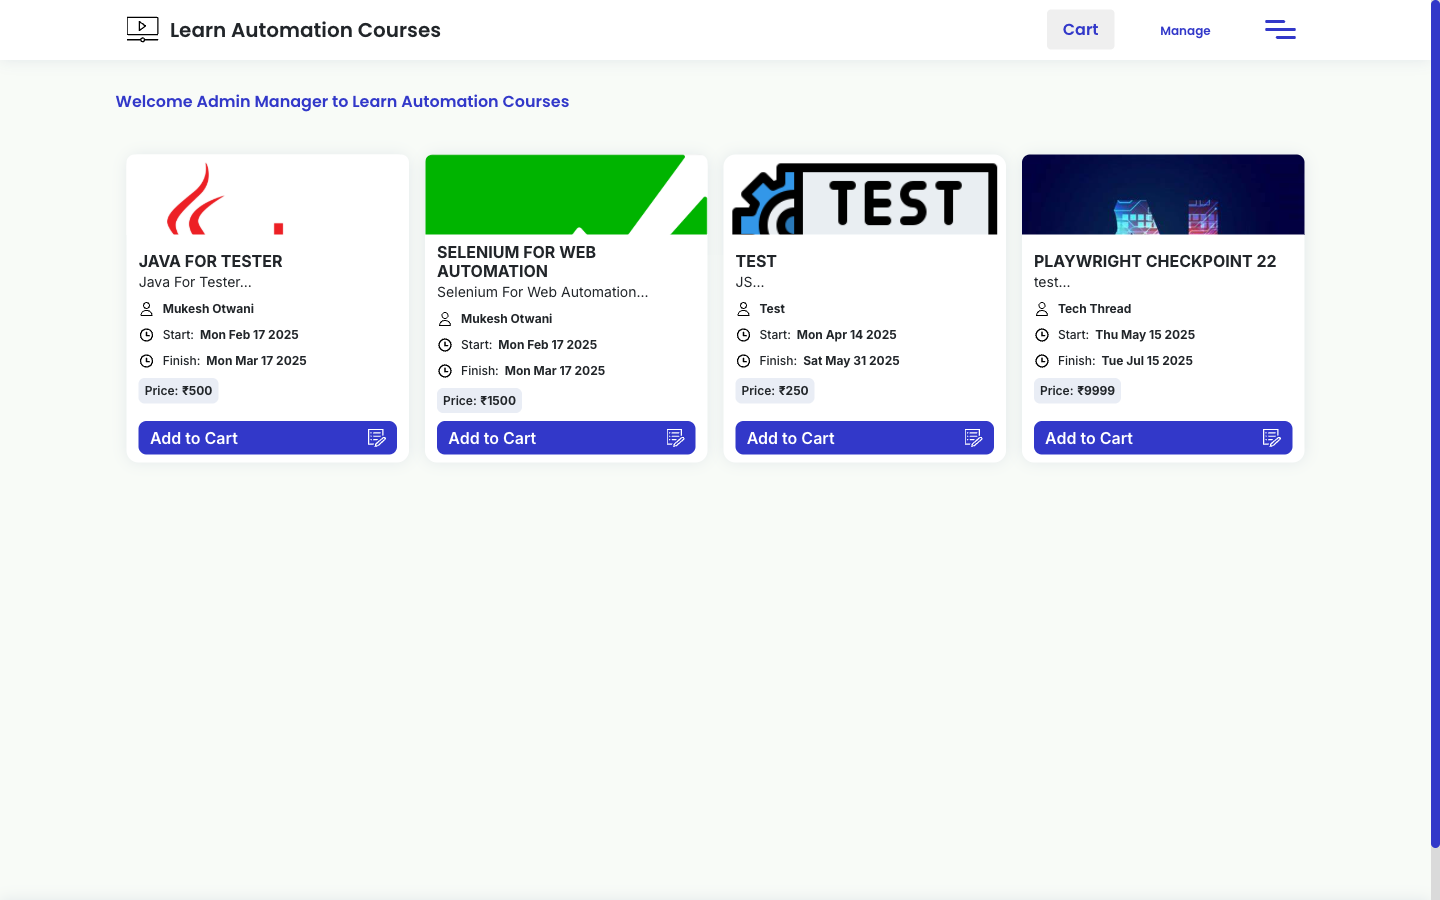 Learn Automation Courses
Cart
Manage
Welcome Admin Manager to Learn Automation Courses
JAVA FOR TESTER
Java For Tester...
Mukesh Otwani
Start: Mon Feb 17 2025
Finish: Mon Mar 17 2025
Price: ₹500
Add to Cart
SELENIUM FOR WEB
AUTOMATION
Selenium For Web Automation...
Mukesh Otwani
Start: Mon Feb 17 2025
Finish: Mon Mar 17 2025
Price: ₹1500
Add to Cart
TEST
TEST
JS...
Test
Start: Mon Apr 14 2025
Finish: Sat May 31 2025
Price: ₹250
Add to Cart
AI
PLAYWRIGHT CHECKPOINT 22
test...
Tech Thread
Start: Thu May 15 2025
Finish: Tue Jul 15 2025
Price: ₹9999
Add to Cart